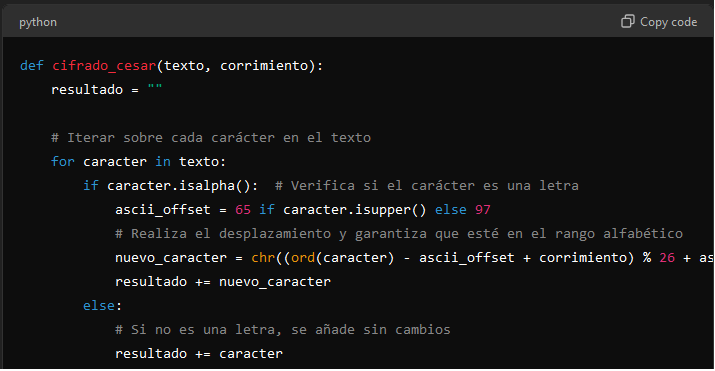 python
Copy code
def cifrado_cesar(texto, corrimiento):
resultado = ""
# Iterar sobre cada carácter en el texto
for caracter in texto:
if caracter.isalpha():  # Verifica si el carácter es una letra
ascii_offset = 65 if caracter.isupper() else 97
# Realiza el desplazamiento y garantiza que esté en el rango alfabético
nuevo_caracter = chr((ord(caracter) - ascii_offset + corrimiento) % 26 + as
resultado += nuevo_caracter
else:
# Si no es una letra, se añade sin cambios
resultado += caracter